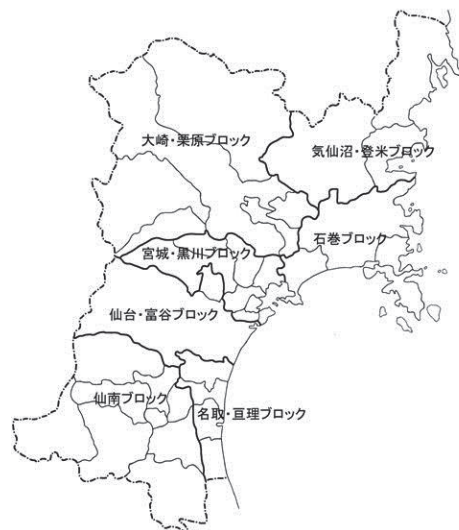 大崎・栗原ブロック
気仙沼・登米ブロック
石巻ブロック
宮城・黒川ブロック
仙台・富谷ブロック
仙南ブロック
名取・亘理ブロック